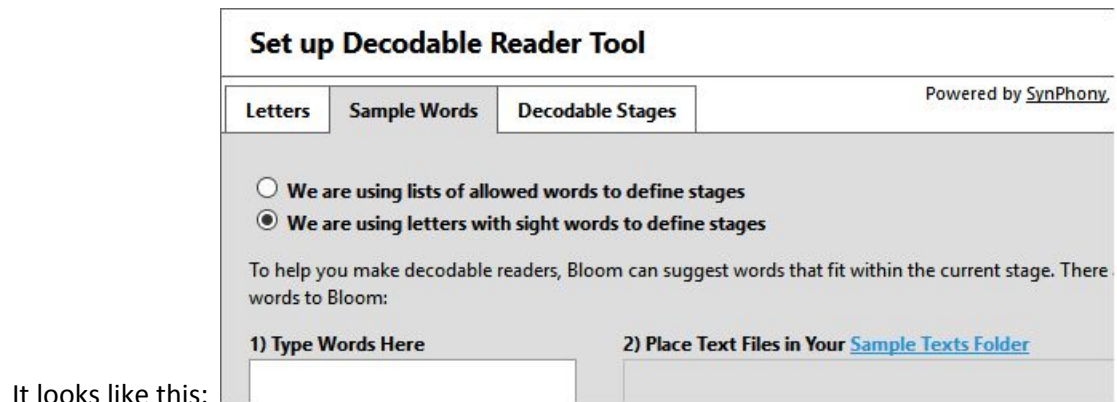 Set up Decodable Reader Tool
Letters Sample Words Decodable Stages Powered by SynPhony,
We are using lists of allowed words to define stages
We are using letters with sight words to define stages
To help you make decodable readers, Bloom can suggest words that fit within the current stage. There
words to Bloom:
1) Type Words Here 2) Place Text Files in Your Sample Texts Folder
It looks like this: